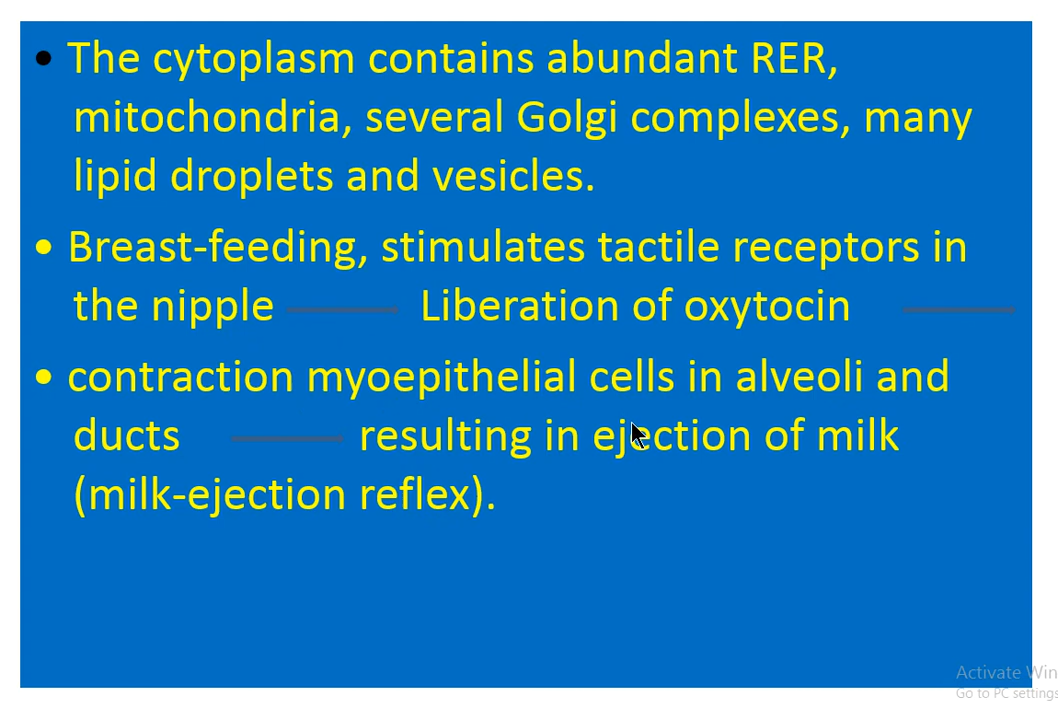 • The cytoplasm contains abundant RER,
mitochondria, several Golgi complexes, many
lipid droplets and vesicles.
• Breast-feeding, stimulates tactile receptors in
the nipple Liberation of oxytocin
• contraction myoepithelial cells in alveoli and
ducts resulting in ejection of milk
(milk-ejection reflex).
Activate Win
Go to PC settings